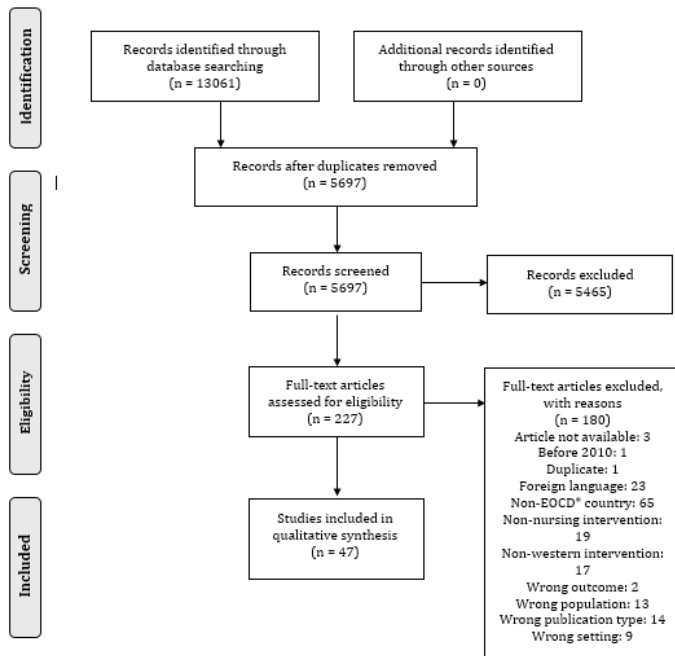 Identification
Records identified through
database searching
(n = 13061)
Additional records identified
through other sources
(n = 0)
Records after duplicates removed
(n = 5697)
Screening
Records screened
(n = 5697)
Records excluded
(n = 5465)
Eligibility
Full-text articles
assessed for eligibility
(n = 227)
Full-text articles excluded,
with reasons
(n = 180)
Article not available: 3
Before 2010: 1
Duplicate: 1
Foreign language: 23
Non-EOCD* country: 65
Non-nursing intervention:
19
Non-western intervention:
17
Wrong outcome: 2
Wrong population: 13
Wrong publication type: 14
Wrong setting: 9
Included
Studies included in
qualitative synthesis
(n = 47)